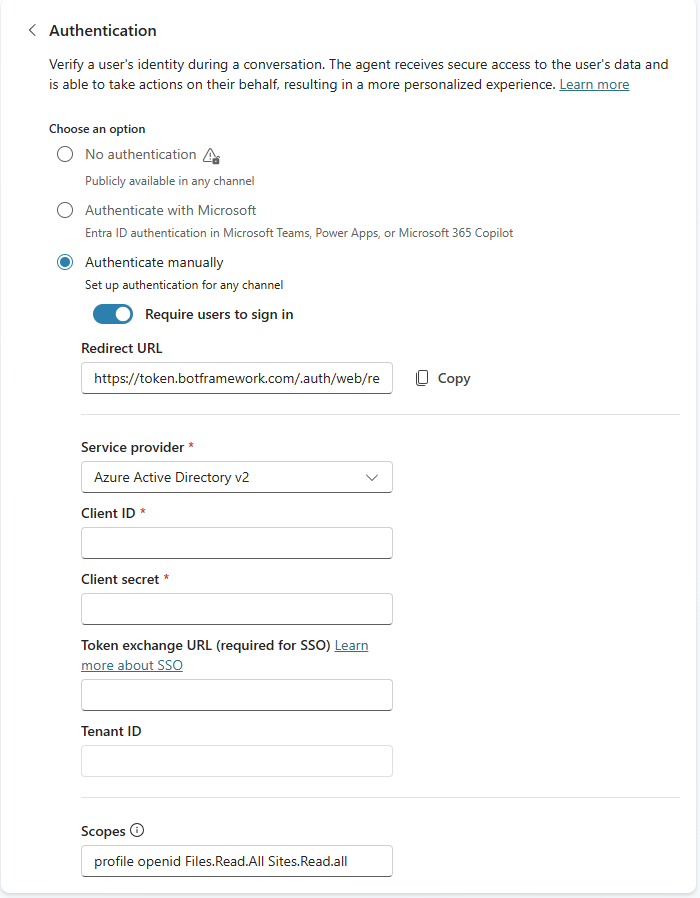 Authentication
Verify a user's identity during a conversation. The agent receives secure access to the user's data and
is able to take actions on their behalf, resulting in a more personalized experience. Learn more
Choose an option
No authentication
Publicly available in any channel
Authenticate with Microsoft
Entra ID authentication in Microsoft Teams, Power Apps, or Microsoft 365 Copilot
Authenticate manually
Set up authentication for any channel
Require users to sign in
Redirect URL
https://token.botframework.com/.auth/web/re
Copy
Service provider *
Azure Active Directory v2
Client ID *
Client secret *
Token exchange URL (required for SSO) Learn
more about SSO
Tenant ID
Scopes
profile openid Files.Read.All Sites.Read.all